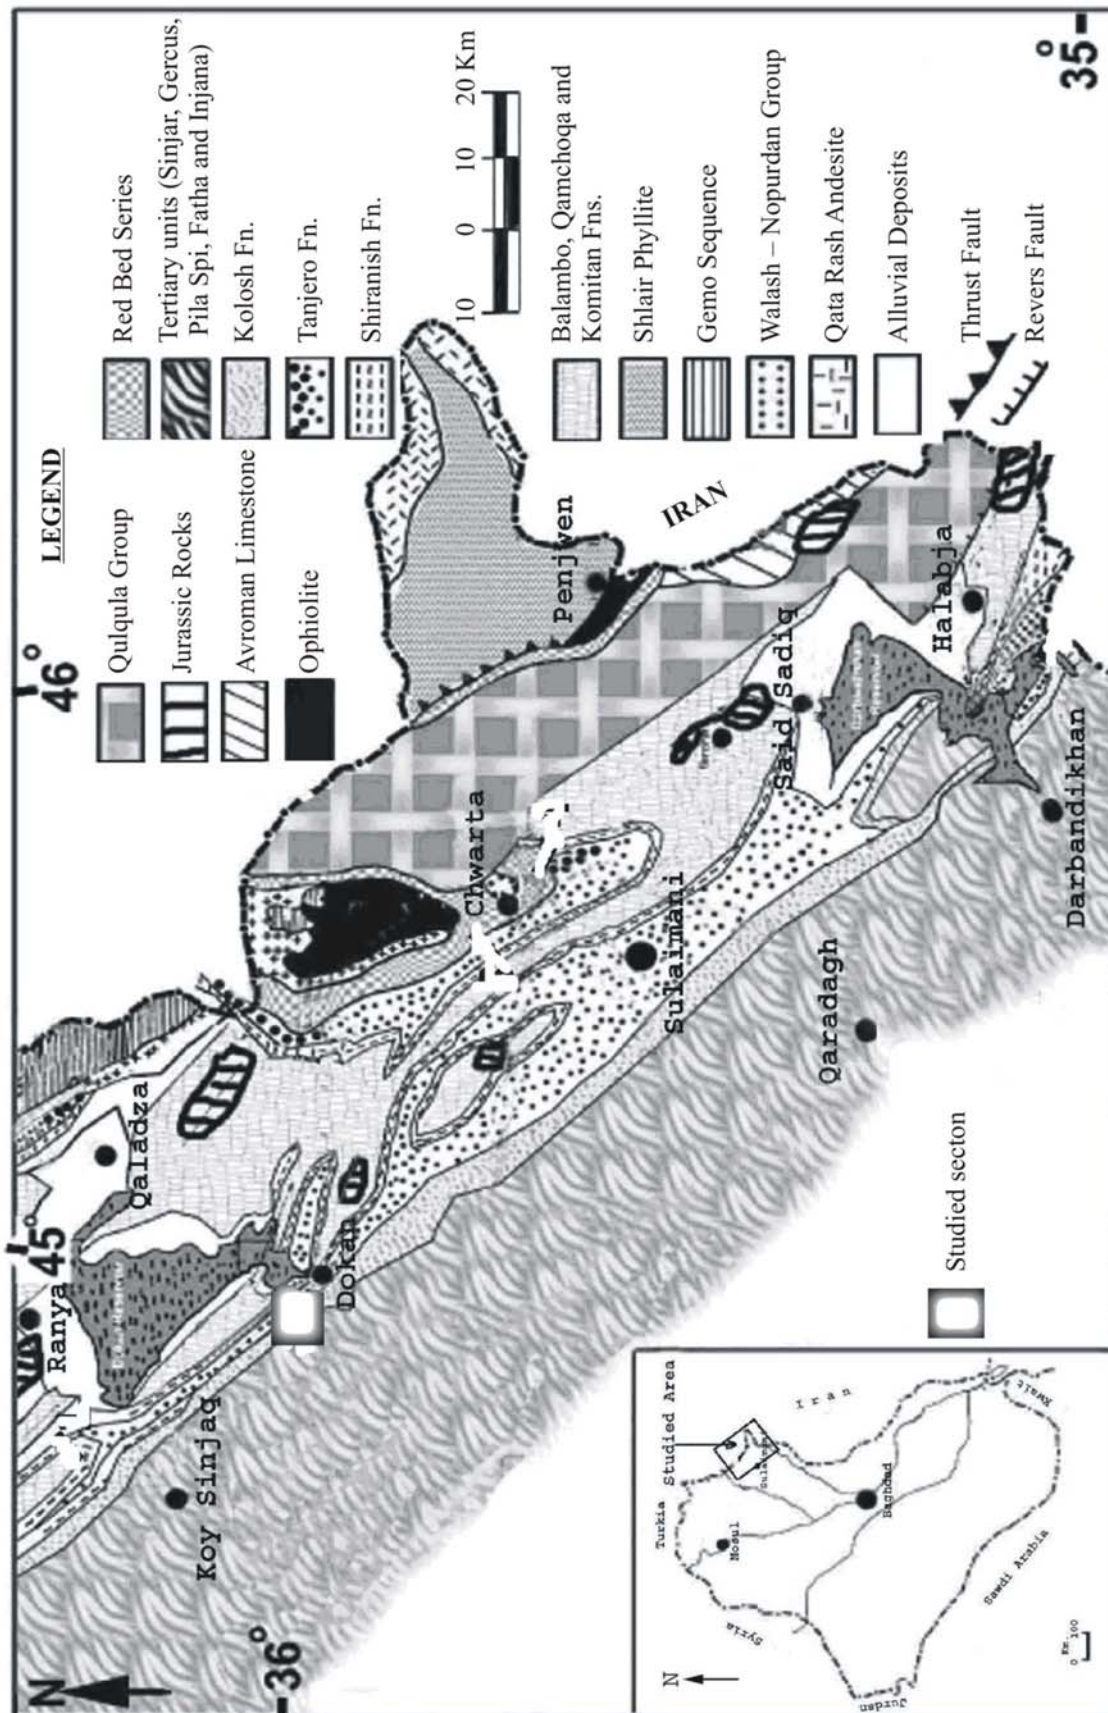 LEGEND
Qulqula Group
Jurassic Rocks
Avroman Limestone
Ophiolite
Red Bed Series
Tertiary units (Sinjar, Gercus,
Pila Spi, Fatha and Injana)
Kolosh Fn.
Tanjero Fn.
Shiranish Fn.
10 0 10 20 Km
Balambo, Qamchoqa and
Komitan Fns.
Shlair Phyllite
Gemo Sequence
Walash – Nopurdan Group
Qata Rash Andesite
Alluvial Deposits
Thrust Fault
Revers Fault
N
45°
46°
36°
35
°
Ranya
Qaladza
Koy Sinjaq
Dokan
Chwarta
Penjwen
IRAN
Sulaimani
Said Sadiq
Halabja
Qaradagh
Darbandikhan
Studied secton
Studied Area
N
Turkia
Mosul
Sulaimani
Iran
Syria
Baghdad
Jurdan
Sawdi Arabia
Kwait
0 Km. 100